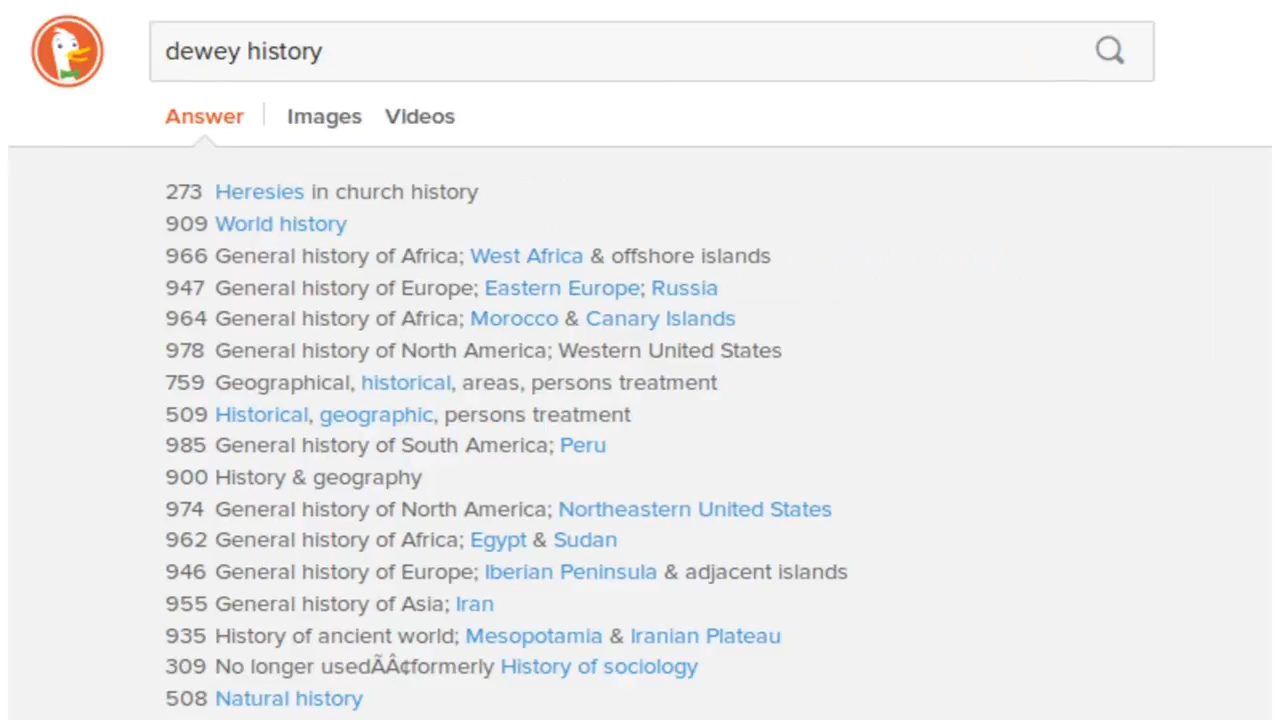 dewey history
Answer Images Videos
273 Heresies in church history
909 World history
966 General history of Africa; West Africa & offshore islands
947 General history of Europe; Eastern Europe; Russia
964 General history of Africa; Morocco & Canary Islands
978 General history of North America; Western United States
759 Geographical, historical, areas, persons treatment
509 Historical, geographic, persons treatment
985 General history of South America; Peru
900 History & geography
974 General history of North America; Northeastern United States
962 General history of Africa; Egypt & Sudan
946 General history of Europe; Iberian Peninsula & adjacent islands
955 General history of Asia; Iran
935 History of ancient world; Mesopotamia & Iranian Plateau
309 No longer usedÃÂ¢formerly History of sociology
508 Natural history